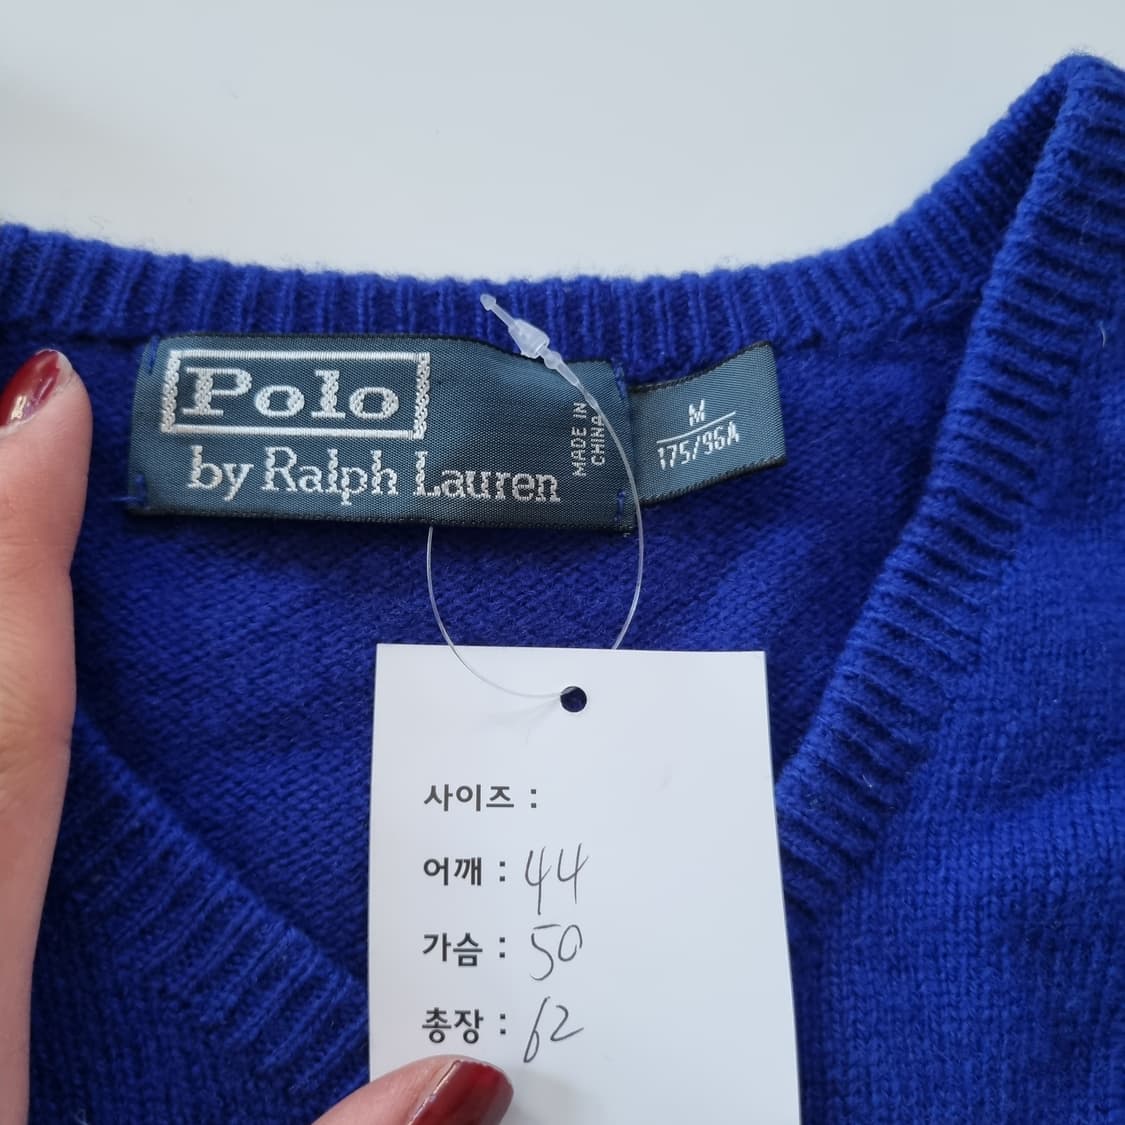 Polo
by Ralph Lauren
MADE IN
CHINA
M
175/96A
사이즈 :
어깨 : 44
가슴 : 50
총장 : 62